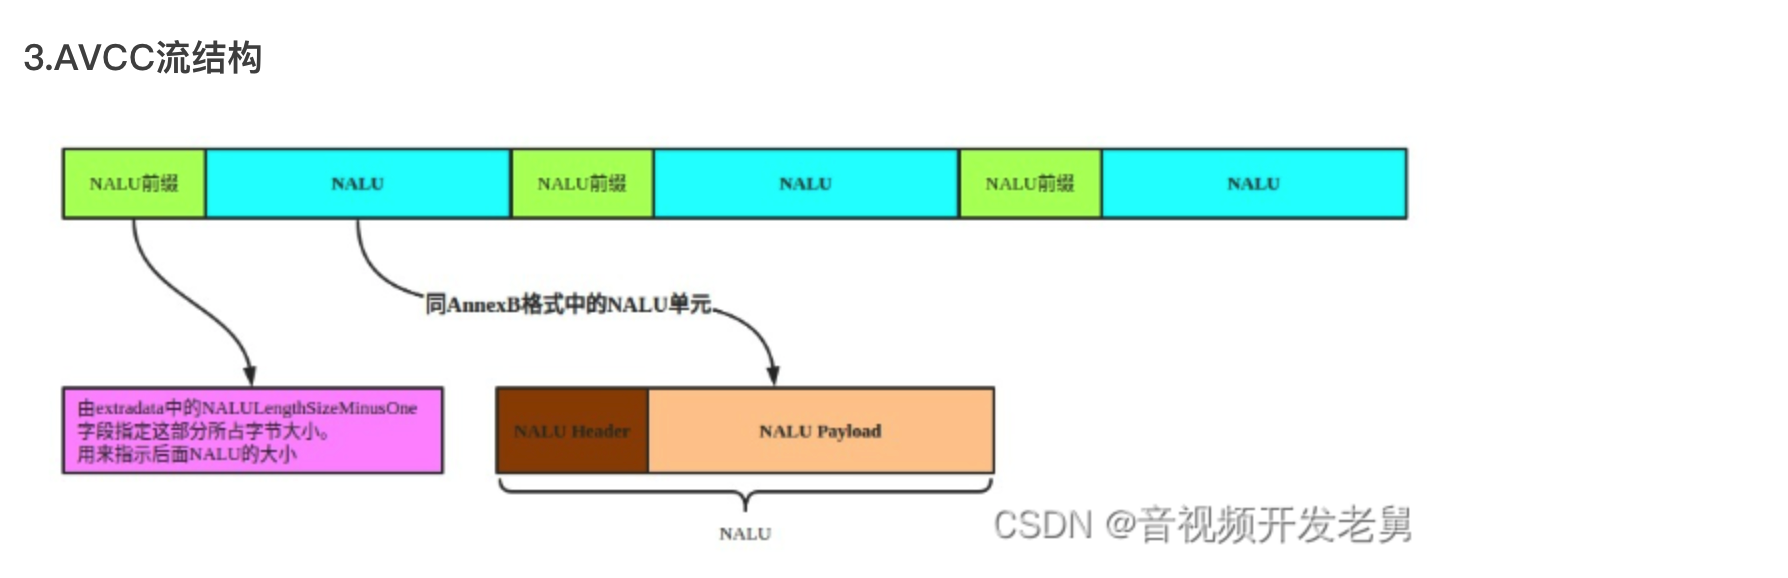 3.AVCC流结构
NALU前缀
NALU
NALU前缀
NALU
NALU前缀
NALU
同AnnexB格式中的NALU单元
由extradata中的NALULengthSizeMinusOne
字段指定这部分所占字节大小。
用来指示后面NALU的大小
NALU Header
NALU Payload
NALU
CSDN @音视频开发老舅